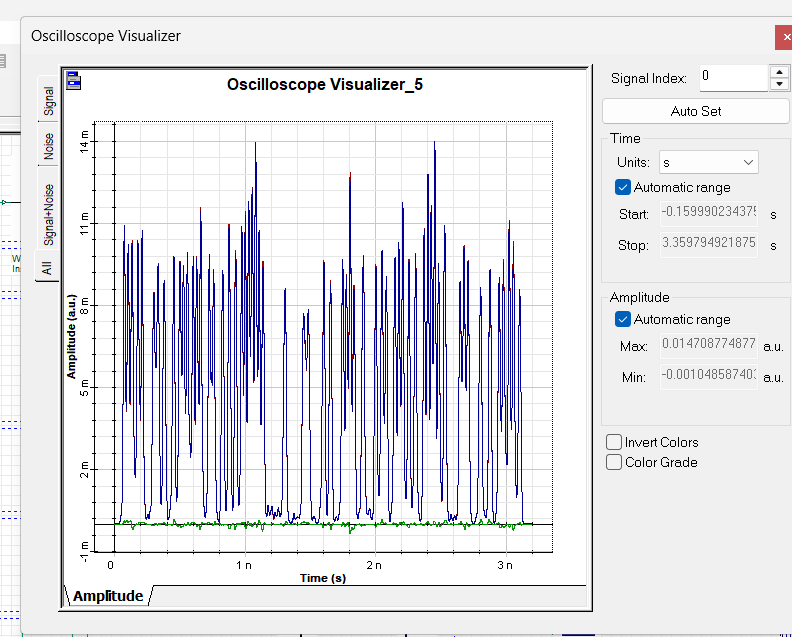 Oscilloscope Visualizer
Oscilloscope Visualizer_5
Signal
Noise
Signal+Noise
All
Amplitude (a.u.)
14 m
11 m
8 m
5 m
2 m
-1 m
0
1 n
2 n
3 n
Time (s)
Amplitude
Signal Index: 0
Auto Set
Time
Units: s
Automatic range
Start: -0.159990234375 s
Stop: 3.359794921875 s
Amplitude
Automatic range
Max: 0.014708774877 a.u.
Min: -0.00104858740 a.u.
Invert Colors
Color Grade
W
In